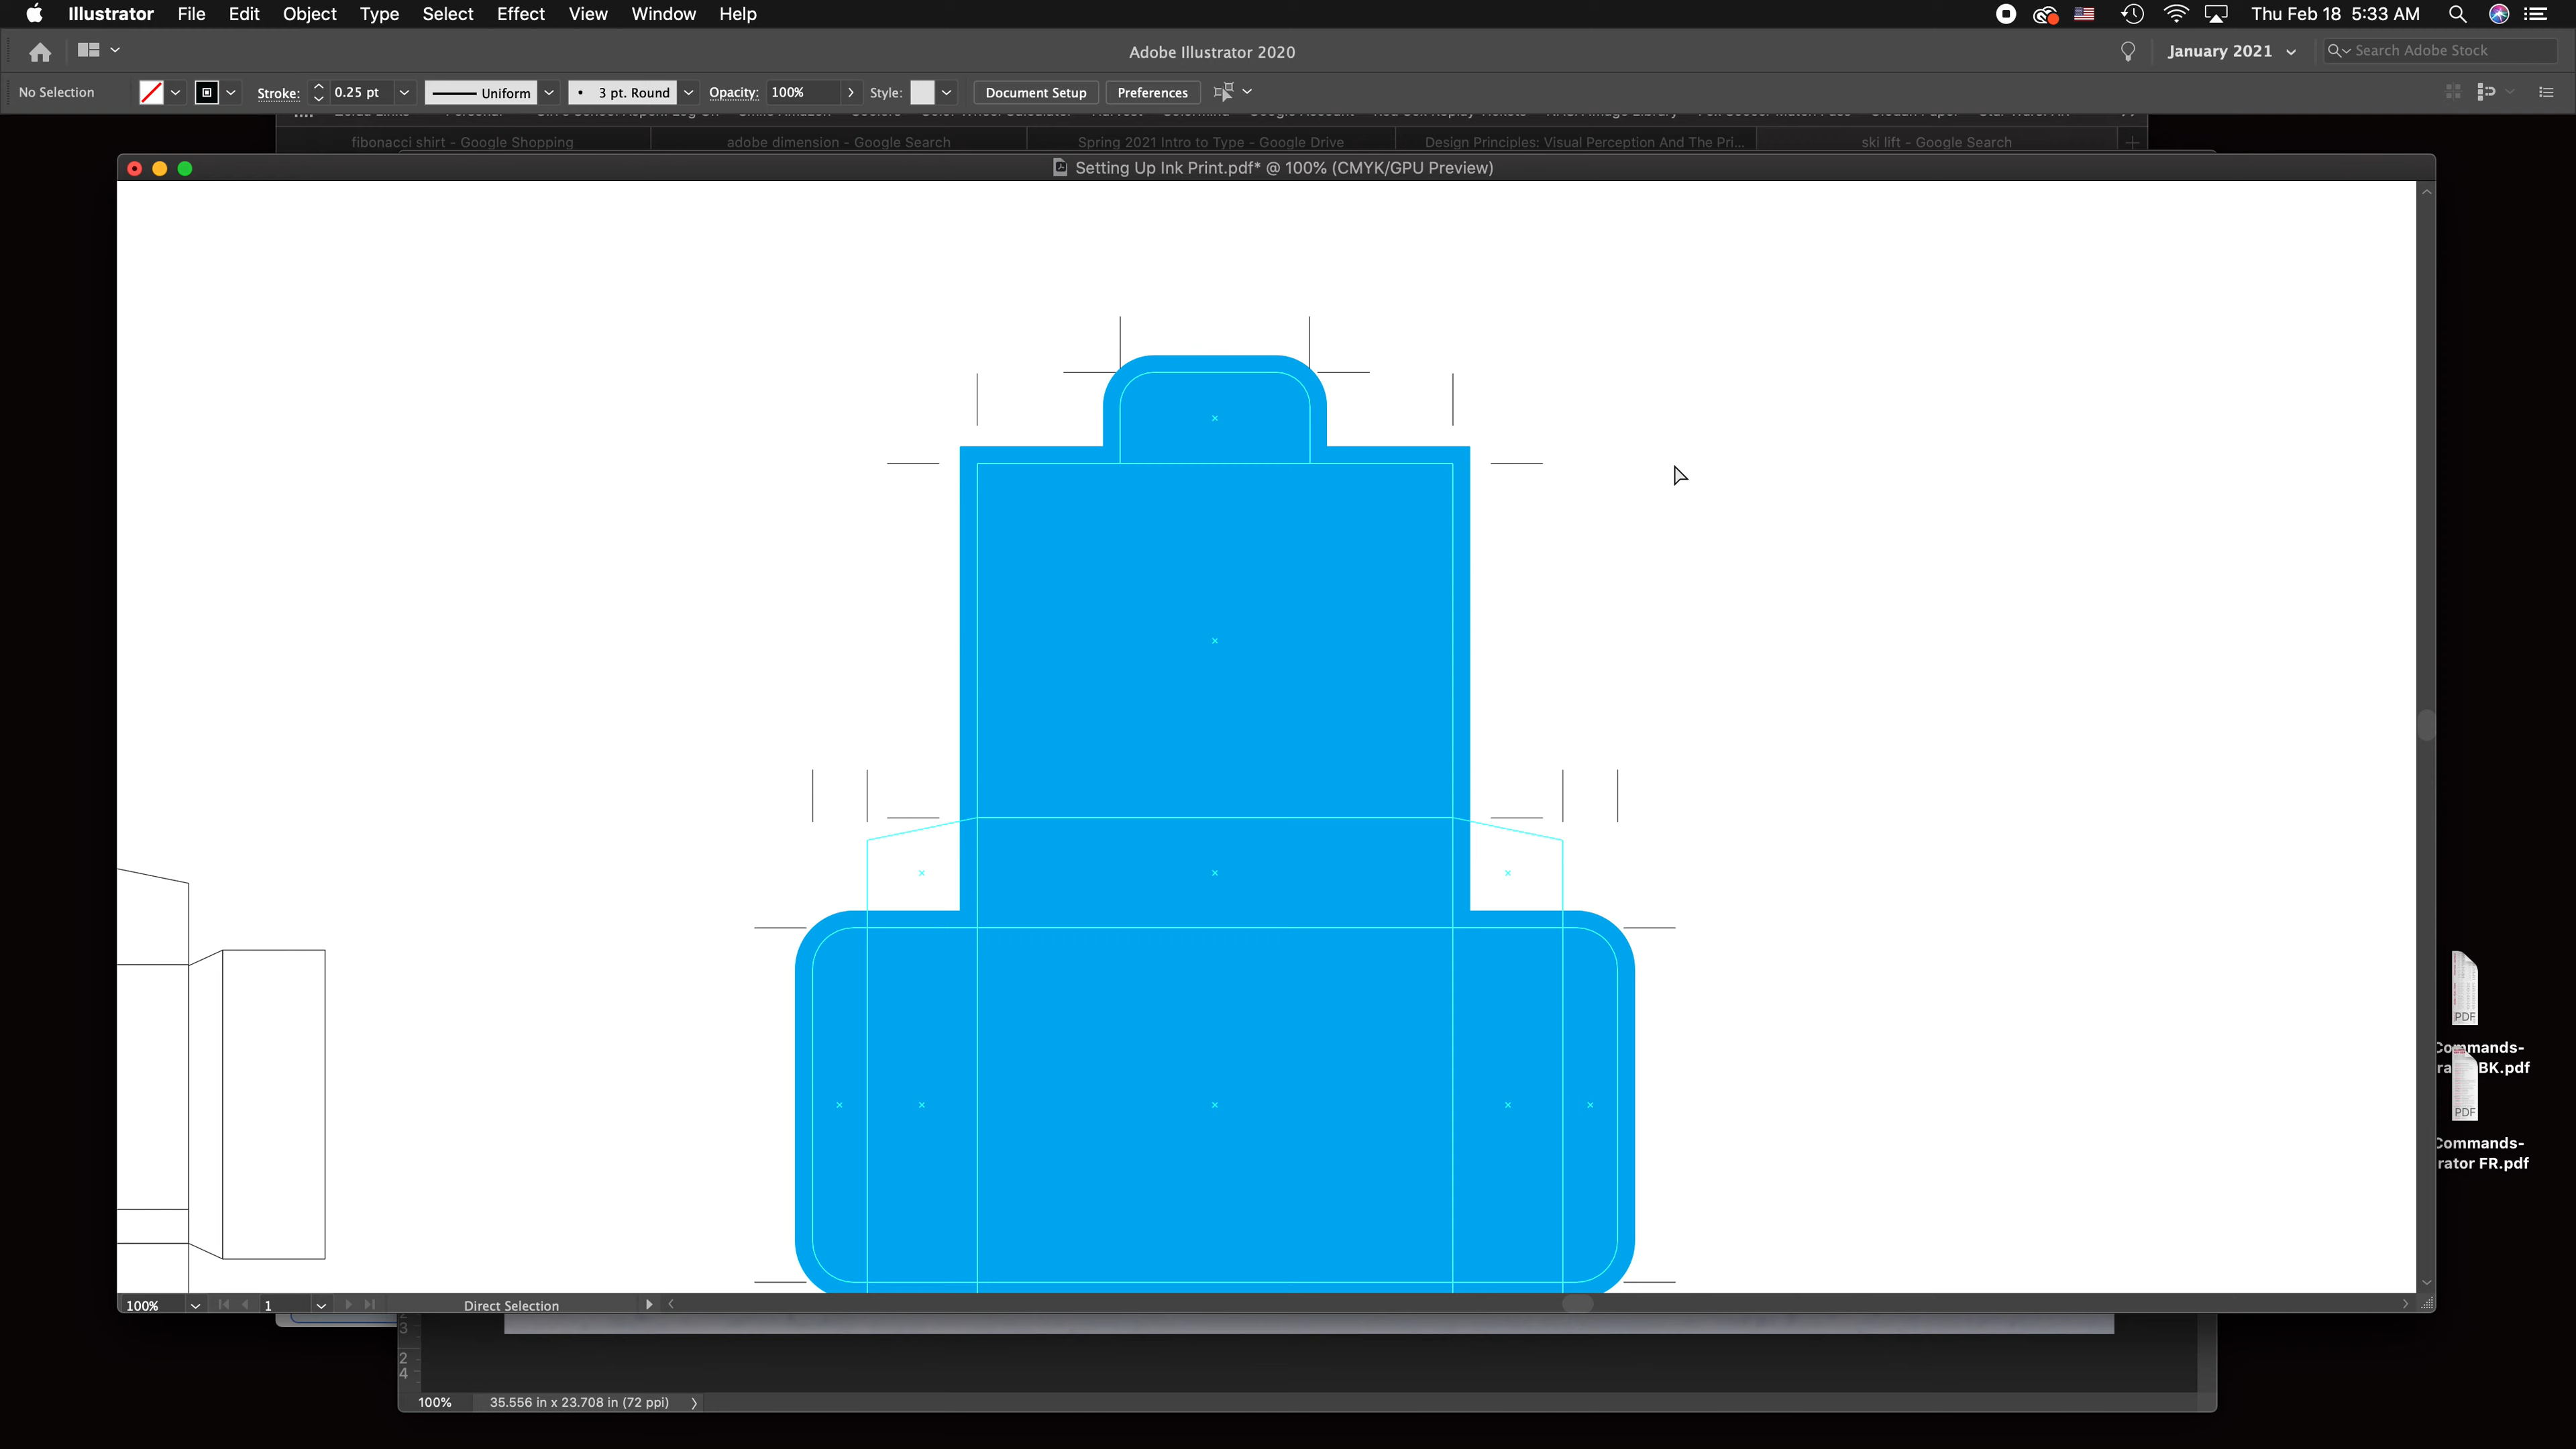 Illustrator File Edit Object Type Select Effect View Window Help Thu Feb 18 5:33 AM
Adobe Illustrator 2020 January 2021 Search Adobe Stock
No Selection Stroke: 0.25 pt Uniform 3 pt. Round Opacity: 100% Style: Document Setup Preferences
fibonacci shirt - Google Shopping adobe dimension - Google Search Spring 2021 Intro to Type - Google Drive Design Principles: Visual Perception And The Pri... ski lift - Google Search
Setting Up Ink Print.pdf* @ 100% (CMYK/GPU Preview)
PDF
BK.pdf
PDF
Commands-
rator FR.pdf
100% 1 Direct Selection
3
2
4
100% 35.556 in x 23.708 in (72 ppi)